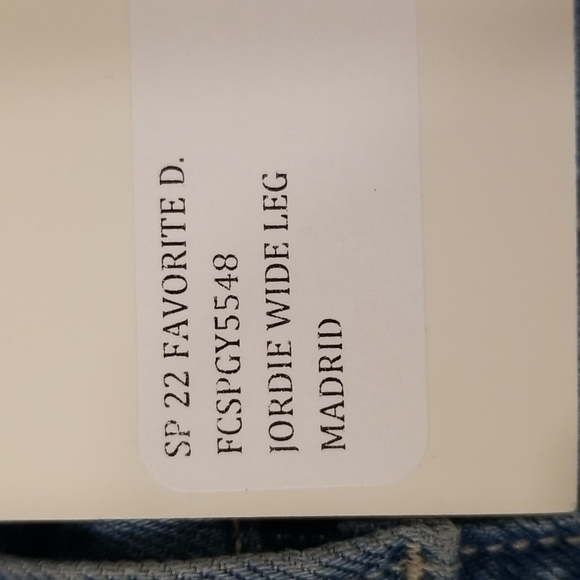 SP 22 FAVORITE D.
FCSPGY5548
JORDIE WIDE LEG
MADRID